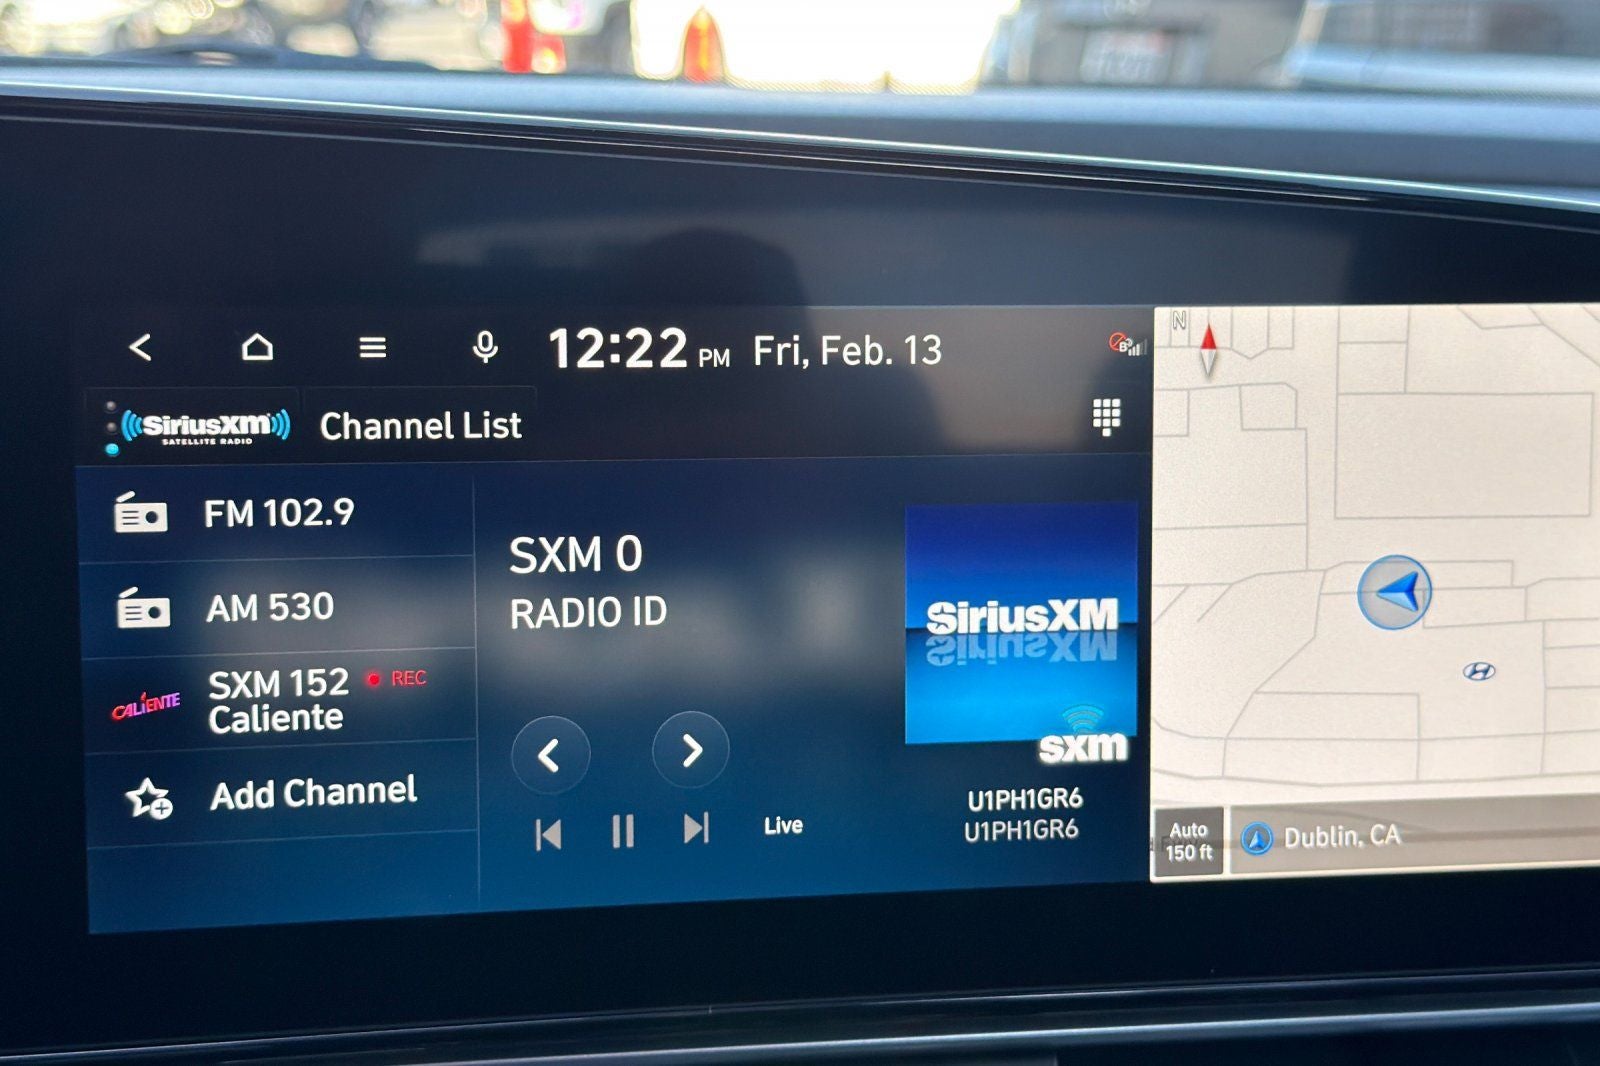 12:22 PM Fri, Feb. 13
SiriusXM
SATELLITE RADIO
Channel List
FM 102.9
AM 530
CALiENTE
SXM 152 REC
Caliente
Add Channel
SXM 0
RADIO ID
Live
SiriusXM
sxm
U1PH1GR6
U1PH1GR6
N
Auto
150 ft
Dublin, CA